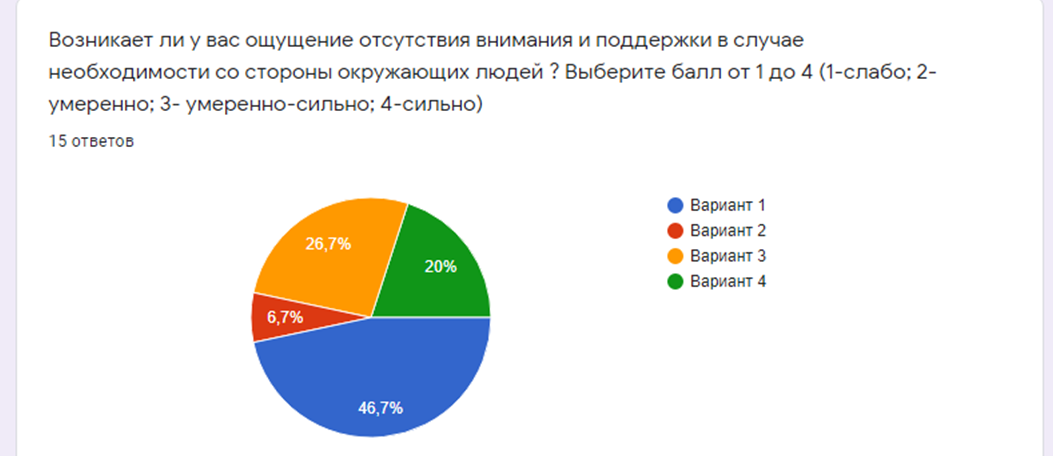 Возникает ли у вас ощущение отсутствия внимания и поддержки в случае
необходимости со стороны окружающих людей ? Выберите балл от 1 до 4 (1-слабо; 2-
умеренно; 3- умеренно-сильно; 4-сильно)
15 ответов
Вариант 1
Вариант 2
Вариант 3
Вариант 4
26,7%
20%
6,7%
46,7%